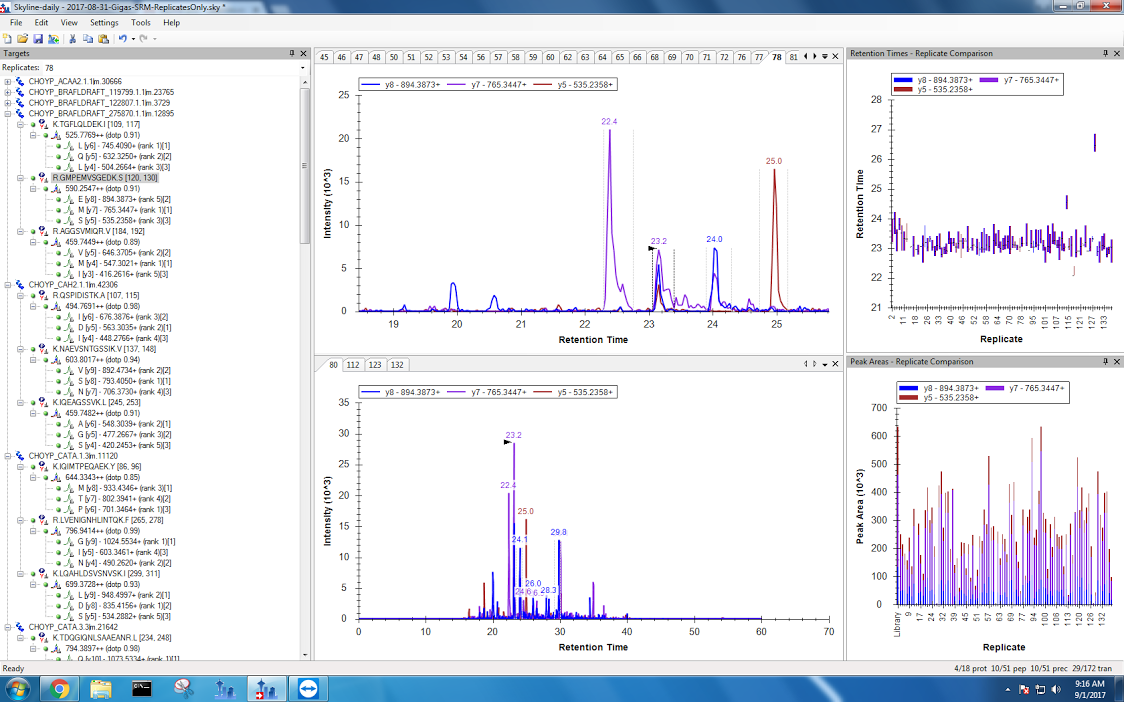 Skyline-daily - 2017-08-31-Gigas-SRM-ReplicatesOnly.sky *
File Edit View Settings Tools Help
Targets
Replicates: 78
CHOYP_ACAA2.1.1|m.30666
CHOYP_BRAFLDRAFT_119799.1.1|m.23765
CHOYP_BRAFLDRAFT_122807.1.1|m.3729
CHOYP_BRAFLDRAFT_275870.1.1|m.12895
K.TGFLQLDEK.I [109, 117]
525.7769++ (dotp 0.91)
L [y6] - 745.4090+ (rank 1)[1]
Q [y5] - 632.3250+ (rank 2)[2]
L [y4] - 504.2664+ (rank 3)[3]
R.GMPEMVSGEDK.S [120, 130]
590.2547++ (dotp 0.91)
E [y8] - 894.3873+ (rank 5)[2]
M [y7] - 765.3447+ (rank 1)[1]
S [y5] - 535.2358+ (rank 3)[3]
R.AGGSVMIQR.V [184, 192]
459.7449++ (dotp 0.89)
V [y5] - 646.3705+ (rank 2)[2]
M [y4] - 547.3021+ (rank 1)[1]
I [y3] - 416.2616+ (rank 5)[3]
CHOYP_CAH2.1.1|m.42306
R.QSPIDISTK.A [107, 115]
494.7691++ (dotp 0.98)
I [y6] - 676.3876+ (rank 3)[2]
D [y5] - 563.3035+ (rank 2)[1]
I [y4] - 448.2766+ (rank 4)[3]
K.NAEVSNTGSSIK.V [137, 148]
603.8017++ (dotp 0.94)
V [y9] - 892.4734+ (rank 2)[2]
S [y8] - 793.4050+ (rank 1)[1]
N [y7] - 706.3730+ (rank 4)[3]
K.IQEAGSSVK.L [245, 253]
459.7482++ (dotp 0.91)
A [y6] - 548.3039+ (rank 2)[1]
G [y5] - 477.2667+ (rank 3)[2]
S [y4] - 420.2453+ (rank 5)[3]
CHOYP_CATA.1.3|m.11120
K.IQIMTPEQAEK.Y [86, 96]
644.3343++ (dotp 0.85)
M [y8] - 933.4346+ (rank 3)[1]
T [y7] - 802.3941+ (rank 4)[2]
P [y6] - 701.3464+ (rank 1)[3]
R.LVENIGNHLINTQK.F [265, 278]
796.9414++ (dotp 0.99)
G [y9] - 1024.5534+ (rank 1)[1]
I [y5] - 603.3461+ (rank 4)[3]
N [y4] - 490.2620+ (rank 2)[2]
K.LQAHLDSVSNVSK.I [299, 311]
699.3728++ (dotp 0.93)
L [y9] - 948.4997+ (rank 2)[1]
D [y8] - 835.4156+ (rank 1)[2]
S [y5] - 534.2882+ (rank 5)[3]
CHOYP_CATA.3.3|m.21642
K.TDQGIQNLSAAEANR.L [234, 248]
794.3897++ (dotp 0.98)
Q [y10] - 1073.5334+ (rank 1)[1]
45 46 47 48 50 51 52 53 54 55 60 62 63 64 65 66 68 69 70 71 72 76 77 78 81
y8 - 894.3873+ y7 - 765.3447+ y5 - 535.2358+
Intensity (10^3)
25
20
15
10
5
0
22.4
25.0
23.2
24.0
19 20 21 22 23 24 25
Retention Time
80 112 123 132
y8 - 894.3873+ y7 - 765.3447+ y5 - 535.2358+
Intensity (10^3)
35
30
25
20
15
10
5
0
23.2
22.4
25.0
24.1
29.8
26.0
28.3
0 10 20 30 40 50 60 70
Retention Time
Retention Times - Replicate Comparison
y8 - 894.3873+ y7 - 765.3447+
y5 - 535.2358+
Retention Time
28
27
26
25
24
23
22
21
2 11 18 26 33 40 46 52 58 64 70 78 95 101 107 115 121 127 133
Replicate
Peak Areas - Replicate Comparison
y8 - 894.3873+ y7 - 765.3447+
y5 - 535.2358+
Peak Area (10^3)
700
600
500
400
300
200
100
0
Library 9 17 24 32 39 45 51 57 63 69 77 94 100 106 113 120 126 132
Replicate
Ready
4/18 prot 10/51 pep 10/51 prec 29/172 tran
9:16 AM
9/1/2017